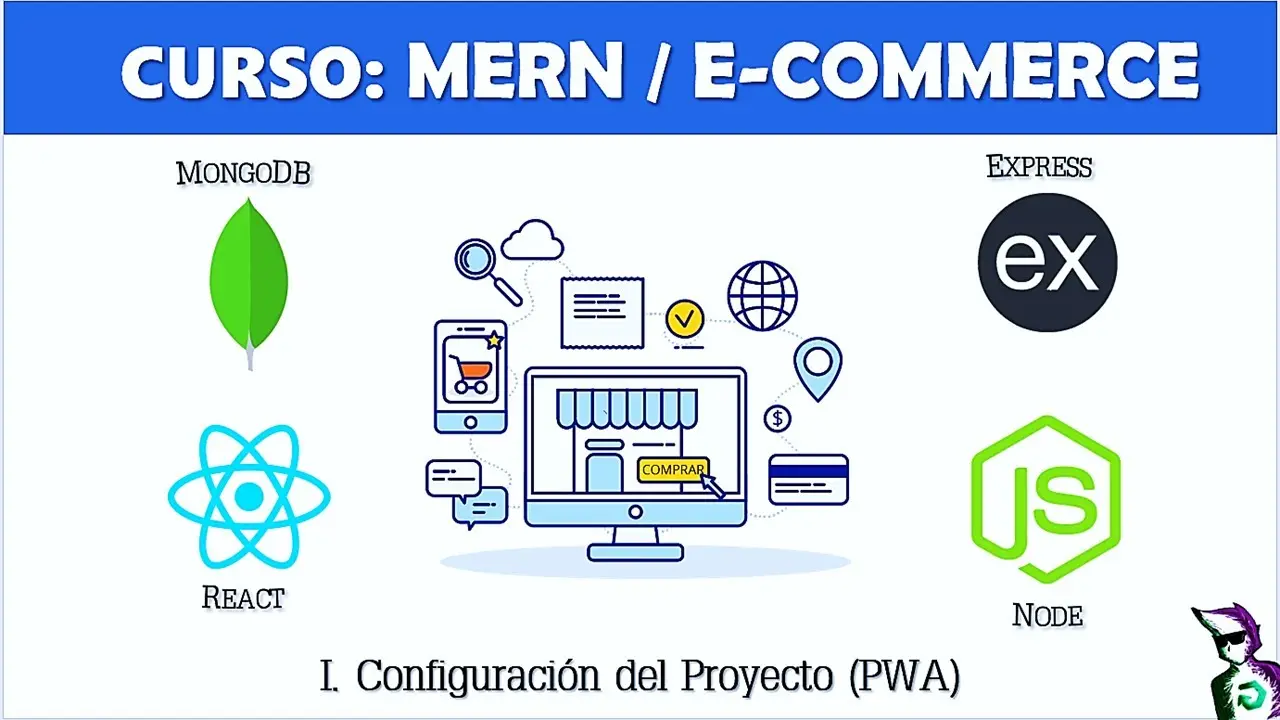 CURSO: MERN / E-COMMERCE
MONGODB
EXPRESS
ex
$
COMPRAR
JS
REACT
NODE
I. Configuración del Proyecto (PWA)